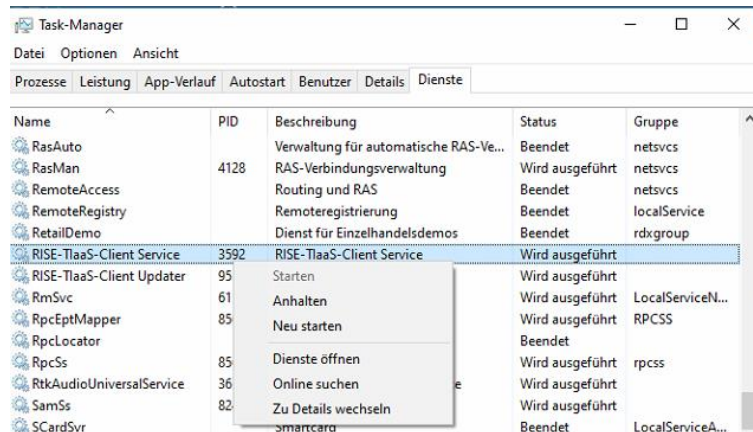 Task-Manager
Datei Optionen Ansicht
Prozesse Leistung App-Verlauf Autostart Benutzer Details Dienste
Name PID Beschreibung Status Gruppe
RasAuto Verwaltung für automatische RAS-Ve... Beendet netsvcs
RasMan 4128 RAS-Verbindungsverwaltung Wird ausgeführt netsvcs
RemoteAccess Routing und RAS Beendet netsvcs
RemoteRegistry Remoteregistrierung Beendet localService
RetailDemo Dienst für Einzelhandelsdemos Beendet rdxgroup
RISE-TIaaS-Client Service 3592 RISE-TIaaS-Client Service Wird ausgeführt
RISE-TIaaS-Client Updater 95 Starten Wird ausgeführt
RmSvc 61 Anhalten Wird ausgeführt LocalServiceN...
RpcEptMapper 85 Neu starten Wird ausgeführt RPCSS
RpcLocator Beendet
RpcSs 85 Dienste öffnen Wird ausgeführt rpcss
RtkAudioUniversalService 36 Online suchen e Wird ausgeführt
SamSs 82 Zu Details wechseln Wird ausgeführt
SCardSvr Smartcard Beendet LocalServiceA...